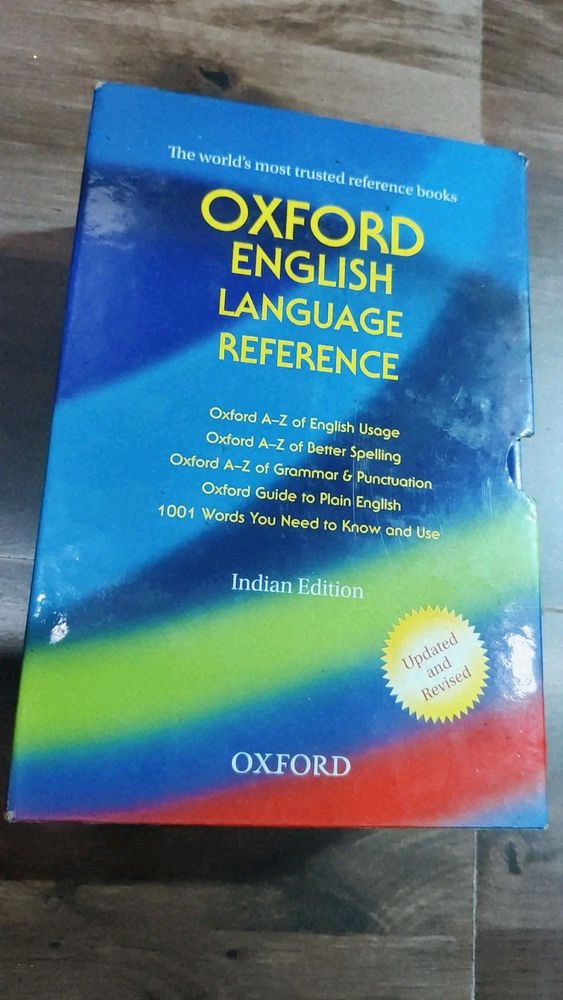 The world's most trusted reference books
OXFORD
ENGLISH
LANGUAGE
REFERENCE
Oxford A–Z of English Usage
Oxford A–Z of Better Spelling
Oxford A–Z of Grammar & Punctuation
Oxford Guide to Plain English
1001 Words You Need to Know and Use
Indian Edition
Updated
and
Revised
OXFORD